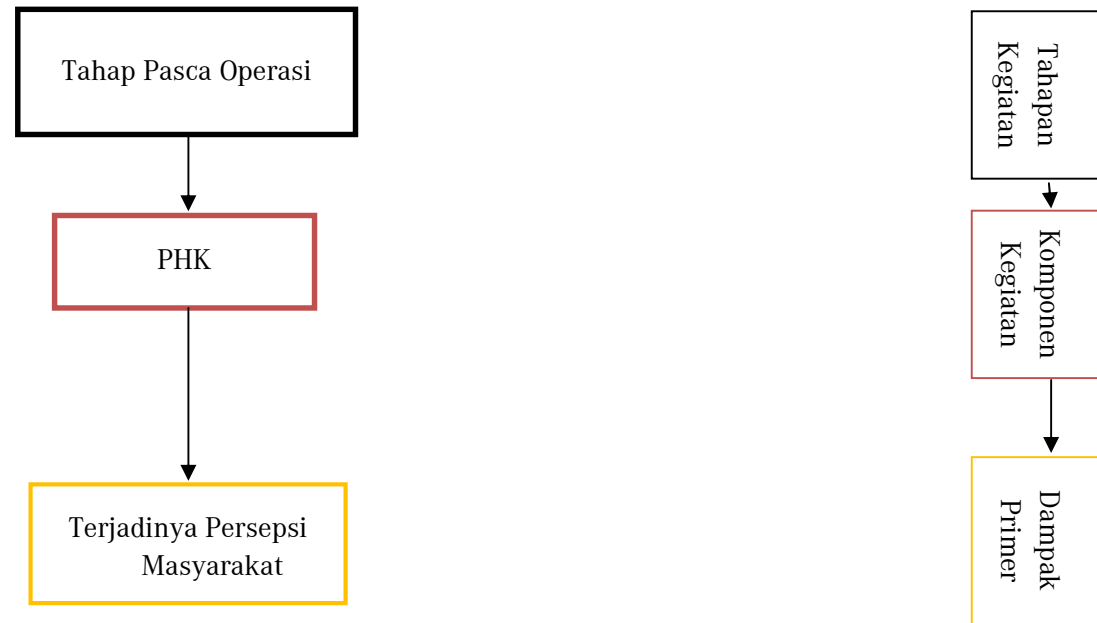 Tahap Pasca Operasi
Tahapan
Kegiatan
PHK
Komponen
Kegiatan
Terjadinya Persepsi
Masyarakat
Dampak
Primer